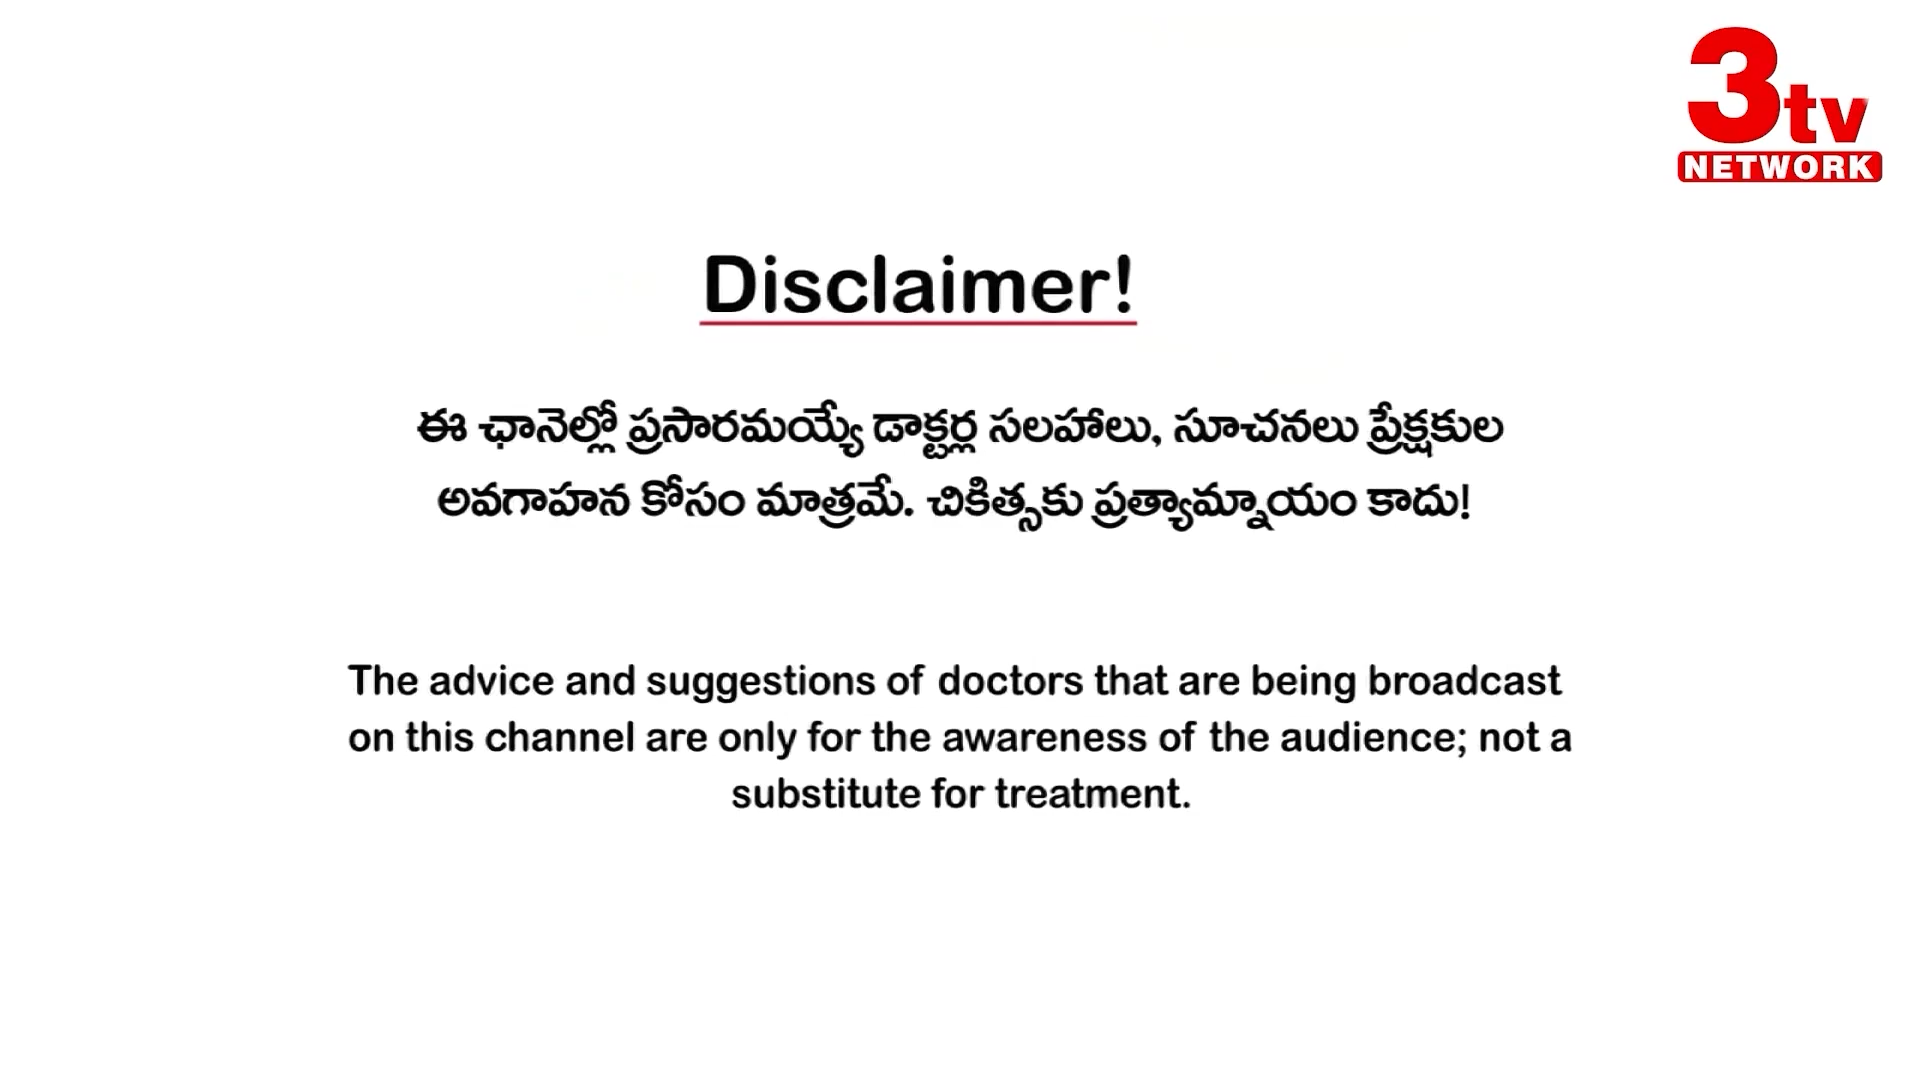 3tv
NETWORK
Disclaimer!
ఈ ఛానెల్లో ప్రసారమయ్యే డాక్టర్ల సలహాలు, సూచనలు ప్రేక్షకుల
అవగాహన కోసం మాత్రమే. చికిత్సకు ప్రత్యామ్నాయం కాదు!
The advice and suggestions of doctors that are being broadcast
on this channel are only for the awareness of the audience; not a
substitute for treatment.